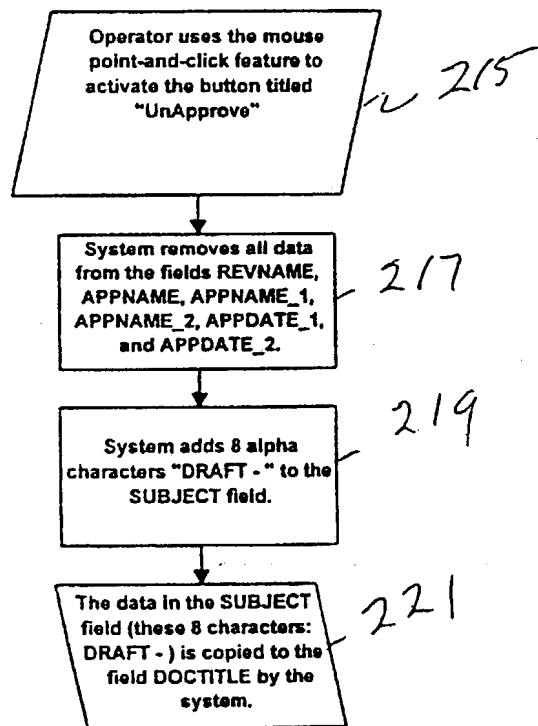 Operator uses the mouse
point-and-click feature to
activate the button titled
"UnApprove"
215
System removes all data
from the fields REVNAME,
APPNAME, APPNAME_1,
APPNAME_2, APPDATE_1,
and APPDATE_2.
217
System adds 8 alpha
characters "DRAFT - " to the
SUBJECT field.
219
The data in the SUBJECT
field (these 8 characters:
DRAFT - ) is copied to the
field DOCTITLE by the
system.
221